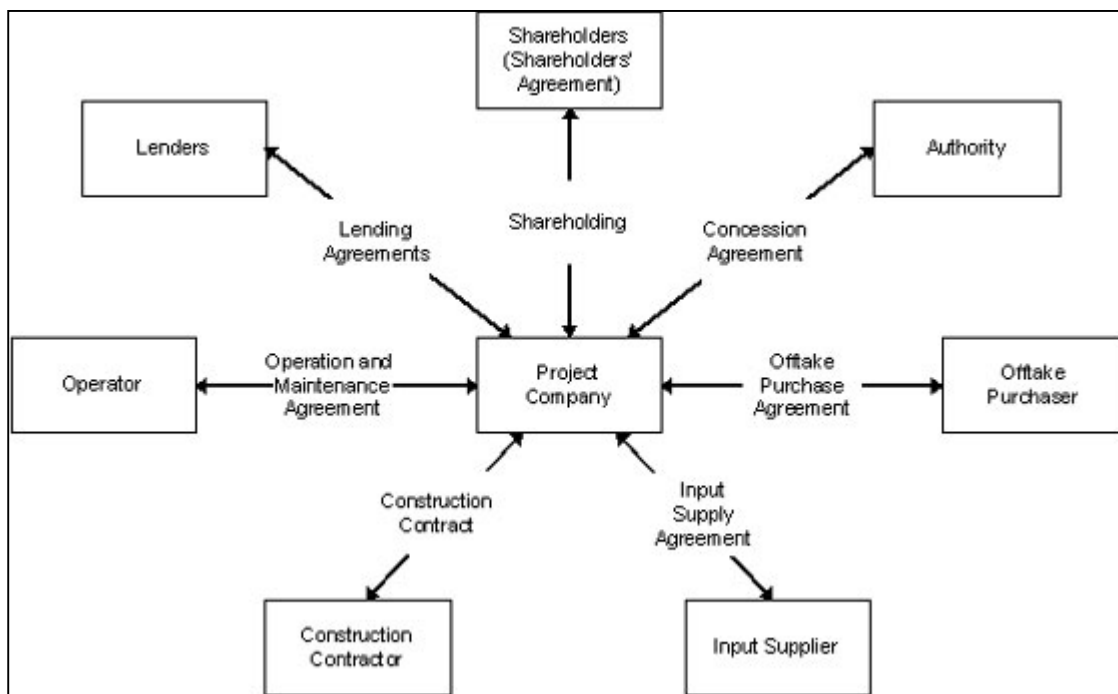 Shareholders
(Shareholders'
Agreement)
Lenders
Authority
Lending
Agreements
Shareholding
Concession
Agreement
Operator
Operation and
Maintenance
Agreement
Project
Company
Offtake
Purchase
Agreement
Offtake
Purchaser
Construction
Contract
Input
Supply
Agreement
Construction
Contractor
Input Supplier